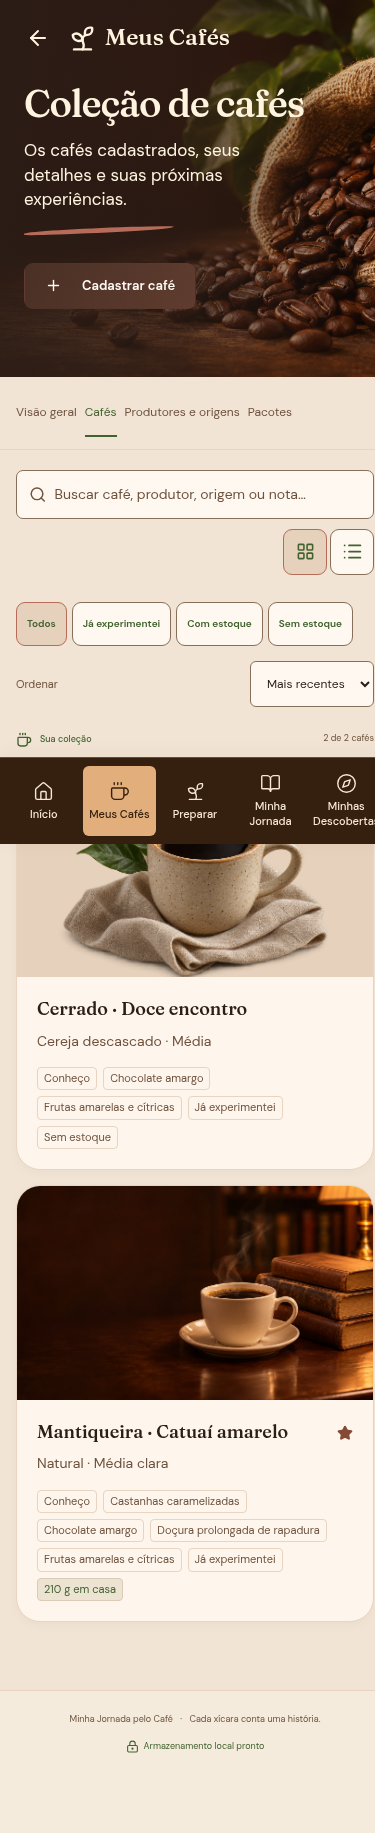 Meus Cafés
Coleção de cafés
Os cafés cadastrados, seus
detalhes e suas próximas
experiências.
Cadastrar café
Visão geral Cafés Produtores e origens Pacotes
Buscar café, produtor, origem ou nota...
Todos Já experimentei Com estoque Sem estoque
Ordenar Mais recentes
Sua coleção 2 de 2 cafés
Início Meus Cafés Preparar Minha Jornada Minhas Descobertas
Cerrado · Doce encontro
Cereja descascado · Média
Conheço Chocolate amargo
Frutas amarelas e cítricas Já experimentei
Sem estoque
Mantiqueira · Catuaí amarelo
Natural · Média clara
Conheço Castanhas caramelizadas
Chocolate amargo Doçura prolongada de rapadura
Frutas amarelas e cítricas Já experimentei
210 g em casa
Minha Jornada pelo Café · Cada xícara conta uma história.
Armazenamento local pronto